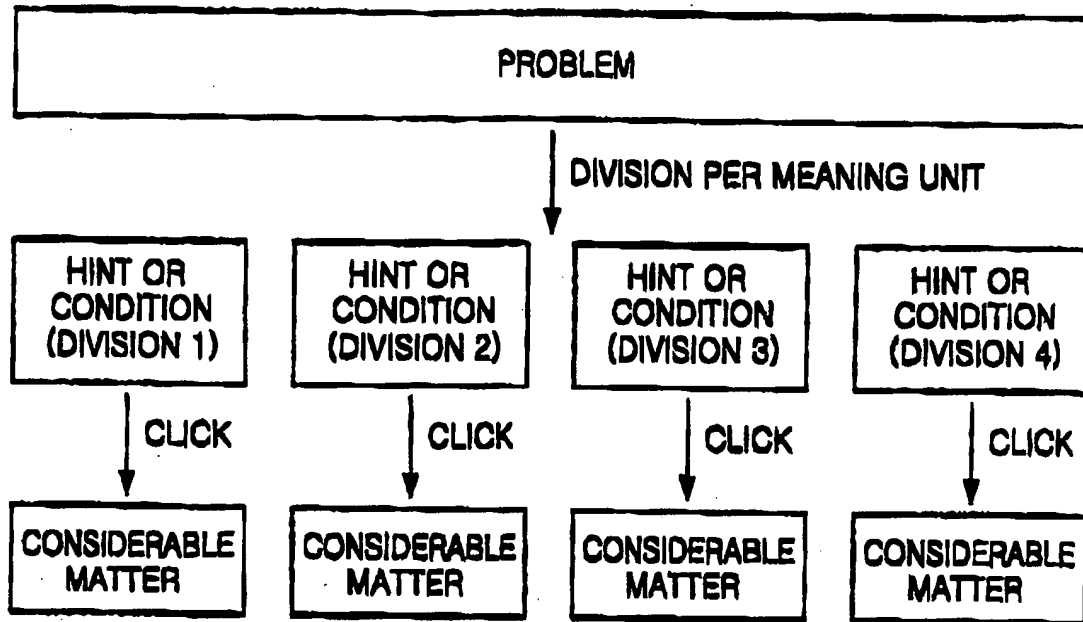 PROBLEM
DIVISION PER MEANING UNIT
HINT OR
CONDITION
(DIVISION 1)
HINT OR
CONDITION
(DIVISION 2)
HINT OR
CONDITION
(DIVISION 3)
HINT OR
CONDITION
(DIVISION 4)
CLICK
CLICK
CLICK
CLICK
CONSIDERABLE
MATTER
CONSIDERABLE
MATTER
CONSIDERABLE
MATTER
CONSIDERABLE
MATTER